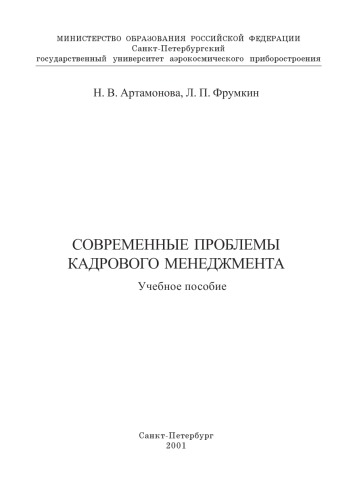 МИНИСТЕРСТВО ОБРАЗОВАНИЯ РОССИЙСКОЙ ФЕДЕРАЦИИ
Санкт-Петербургский
государственный университет аэрокосмического приборостроения
Н. В. Артамонова, Л. П. Фрумкин
СОВРЕМЕННЫЕ ПРОБЛЕМЫ
КАДРОВОГО МЕНЕДЖМЕНТА
Учебное пособие
Санкт-Петербург
2001